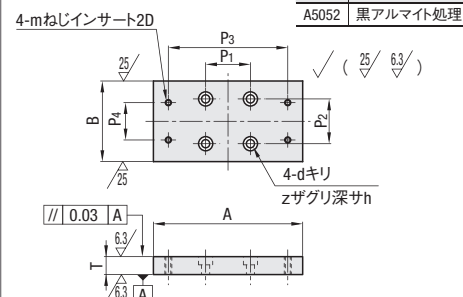 A5052 黒アルマイト処理
4-mねじインサート2D
P3
P1
25
√ ( 25 6.3 )
B
P4
P2
25
4-dキリ
zザグリ深サh
// 0.03 A
A
6.3
T
6.3
A